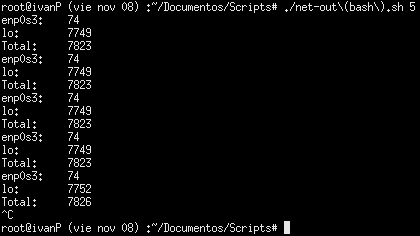 root@ivanP (vie nov 08) :~/Documentos/Scripts# ./net-out\(bash\).sh 5
enp0s3: 74
lo: 7749
Total: 7823
enp0s3: 74
lo: 7749
Total: 7823
enp0s3: 74
lo: 7749
Total: 7823
enp0s3: 74
lo: 7749
Total: 7823
enp0s3: 74
lo: 7752
Total: 7826
^C
root@ivanP (vie nov 08) :~/Documentos/Scripts#